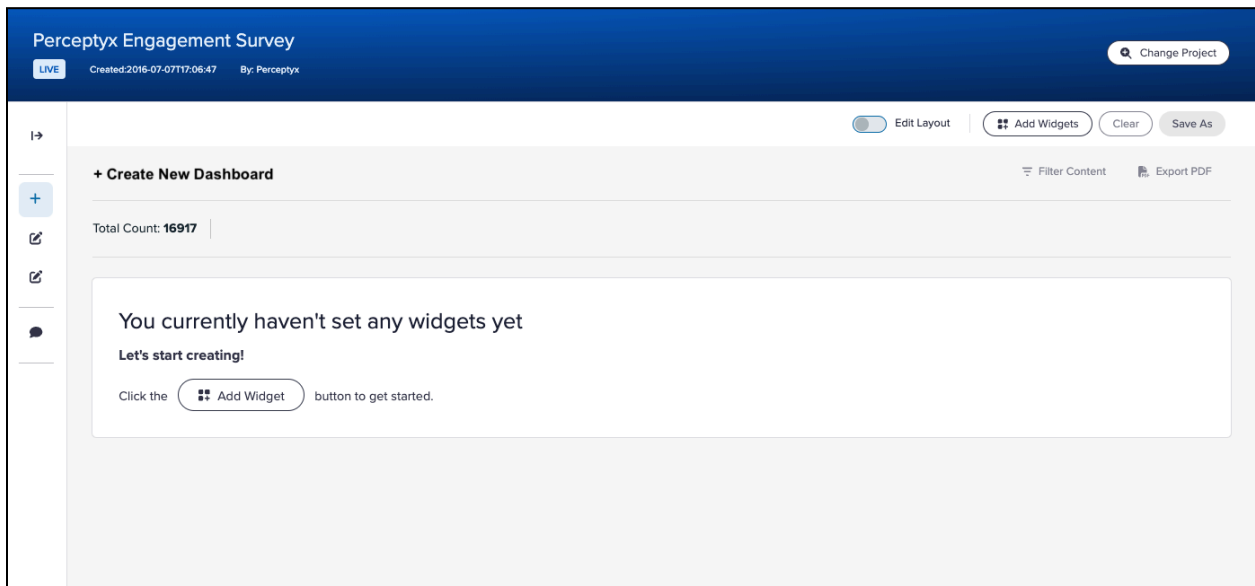 Perceptyx Engagement Survey
LIVE Created:2016-07-07T17:06:47 By: Perceptyx
Change Project
Edit Layout Add Widgets Clear Save As
+ Create New Dashboard
Filter Content Export PDF
Total Count: 16917
You currently haven't set any widgets yet
Let's start creating!
Click the Add Widget button to get started.